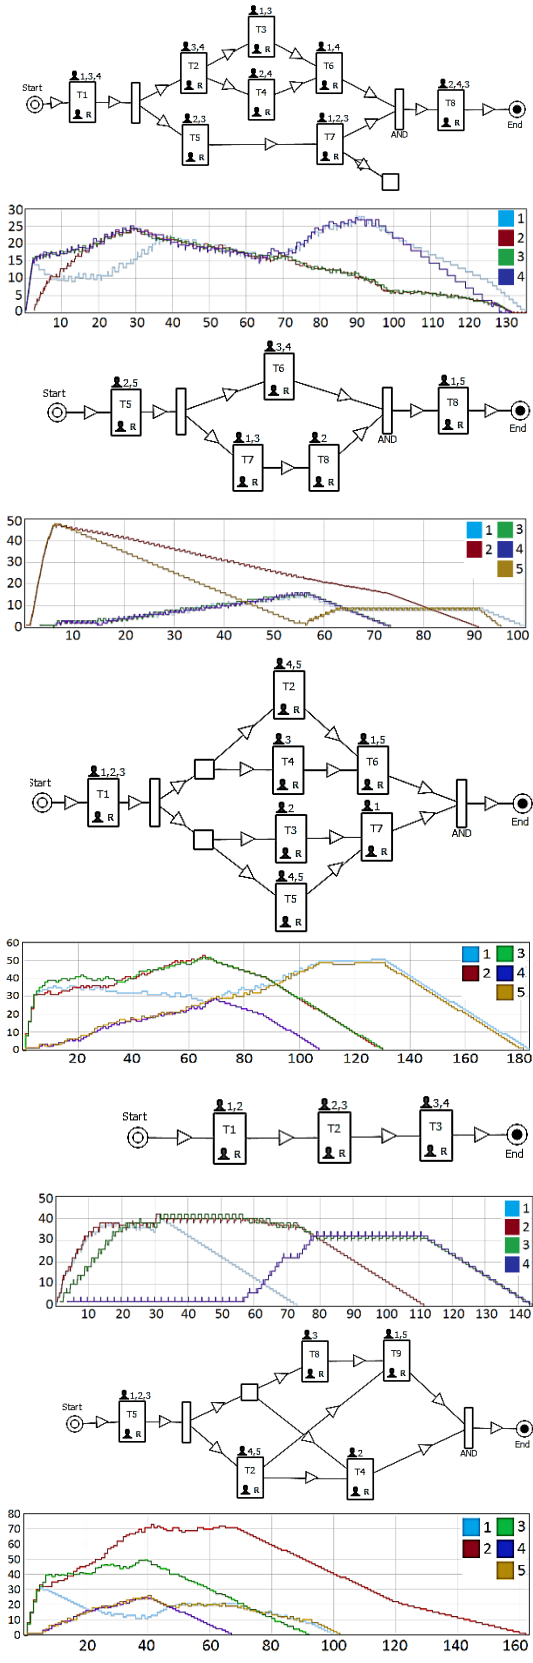 1,3
T3
R
3,4
T2
R
1,4
T6
R
1,3,4
T1
R
2,4
T4
R
2,4,3
T8
R
Start
End
AND
2,3
T5
R
1,2,3
T7
R
30
25
20
15
10
5
0
1
2
3
4
10 20 30 40 50 60 70 80 90 100 110 120 130
3,4
T6
R
Start
2,5
T5
R
1,5
T8
R
End
AND
1,3
T7
R
2
T8
R
50
40
30
20
10
0
1 3
2 4
5
10 20 30 40 50 60 70 80 90 100
4,5
T2
R
3
T4
R
1,5
T6
R
Start
1,2,3
T1
R
End
AND
2
T3
R
1
T7
R
4,5
T5
R
60
50
40
30
20
10
0
1 3
2 4
5
20 40 60 80 100 120 140 160 180
Start
1,2
T1
R
2,3
T2
R
3,4
T3
R
End
50
40
30
20
10
0
1
2
3
4
10 20 30 40 50 60 70 80 90 100 110 120 130 140
3
T8
R
1,5
T9
R
Start
1,2,3
T5
R
End
AND
4,5
T2
R
2
T4
R
80
70
60
50
40
30
20
10
0
1 3
2 4
5
20 40 60 80 100 120 140 160